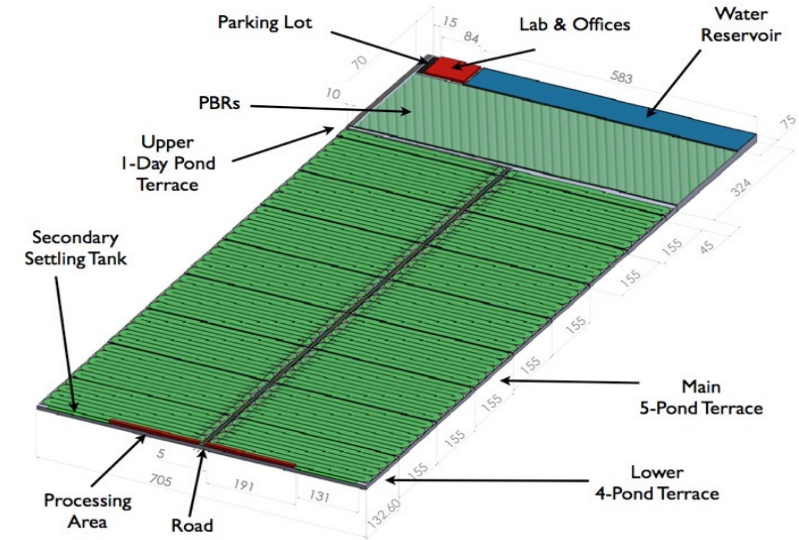 Parking Lot
15
Lab & Offices
Water
Reservoir
84
70
583
10
PBRs
75
Upper
1-Day Pond
Terrace
324
Secondary
Settling Tank
155
45
155
155
155
Main
5-Pond Terrace
155
155
155
Lower
4-Pond Terrace
5
705
191
131
132.60
Processing
Area
Road